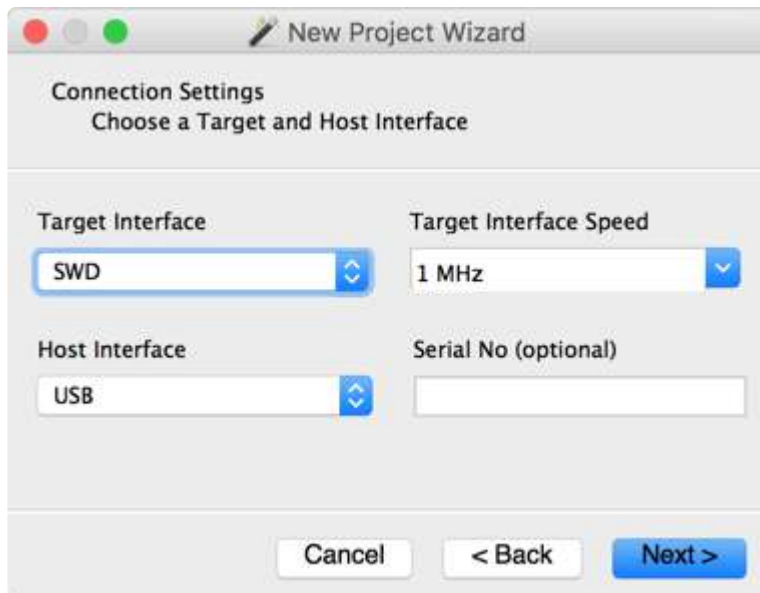 New Project Wizard
Connection Settings
Choose a Target and Host Interface
Target Interface
Target Interface Speed
SWD
1 MHz
Host Interface
Serial No (optional)
USB
Cancel
< Back
Next >